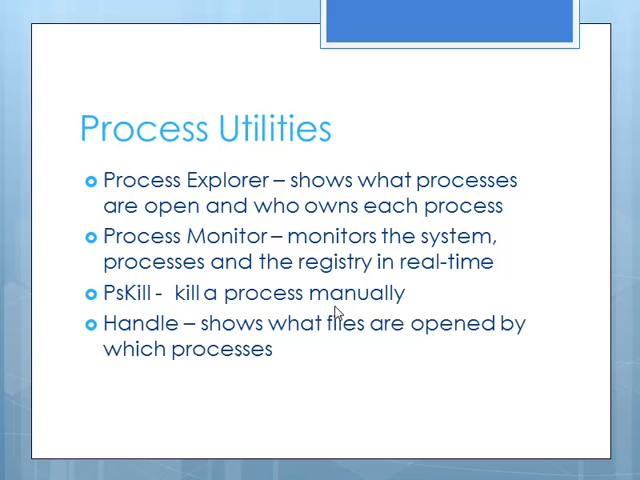 Process Utilities
Process Explorer – shows what processes
are open and who owns each process
Process Monitor – monitors the system,
processes and the registry in real-time
PsKill -  kill a process manually
Handle – shows what files are opened by
which processes